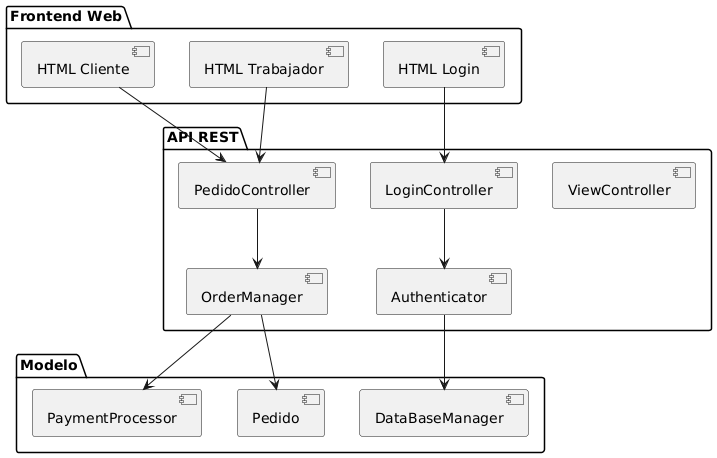 Frontend Web
HTML Cliente
HTML Trabajador
HTML Login
API REST
PedidoController
LoginController
ViewController
OrderManager
Authenticator
Modelo
PaymentProcessor
Pedido
DataBaseManager